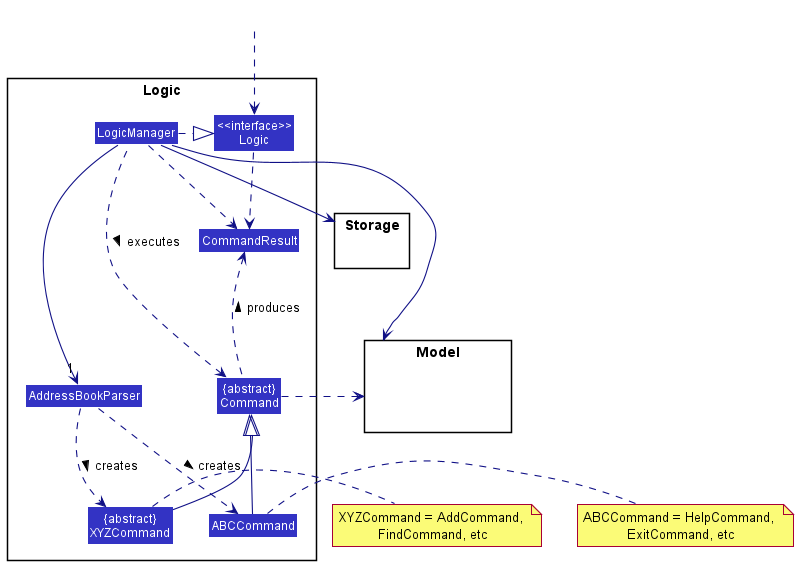 Logic
LogicManager
<<interface>>
Logic
Storage
CommandResult
executes
produces
Model
1
AddressBookParser
{abstract}
Command
creates
creates
{abstract}
XYZCommand
ABCCommand
XYZCommand = AddCommand,
FindCommand, etc
ABCCommand = HelpCommand,
ExitCommand, etc